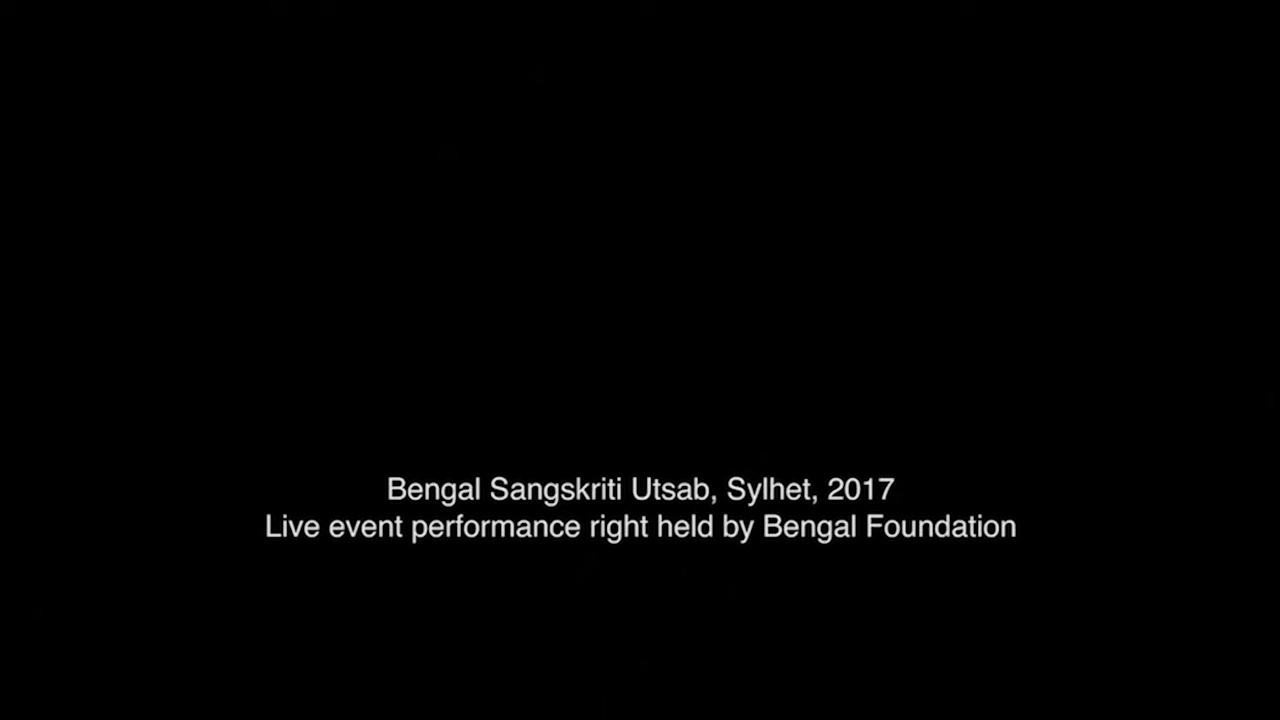 Bengal Sangskriti Utsab, Sylhet, 2017
Live event performance right held by Bengal Foundation